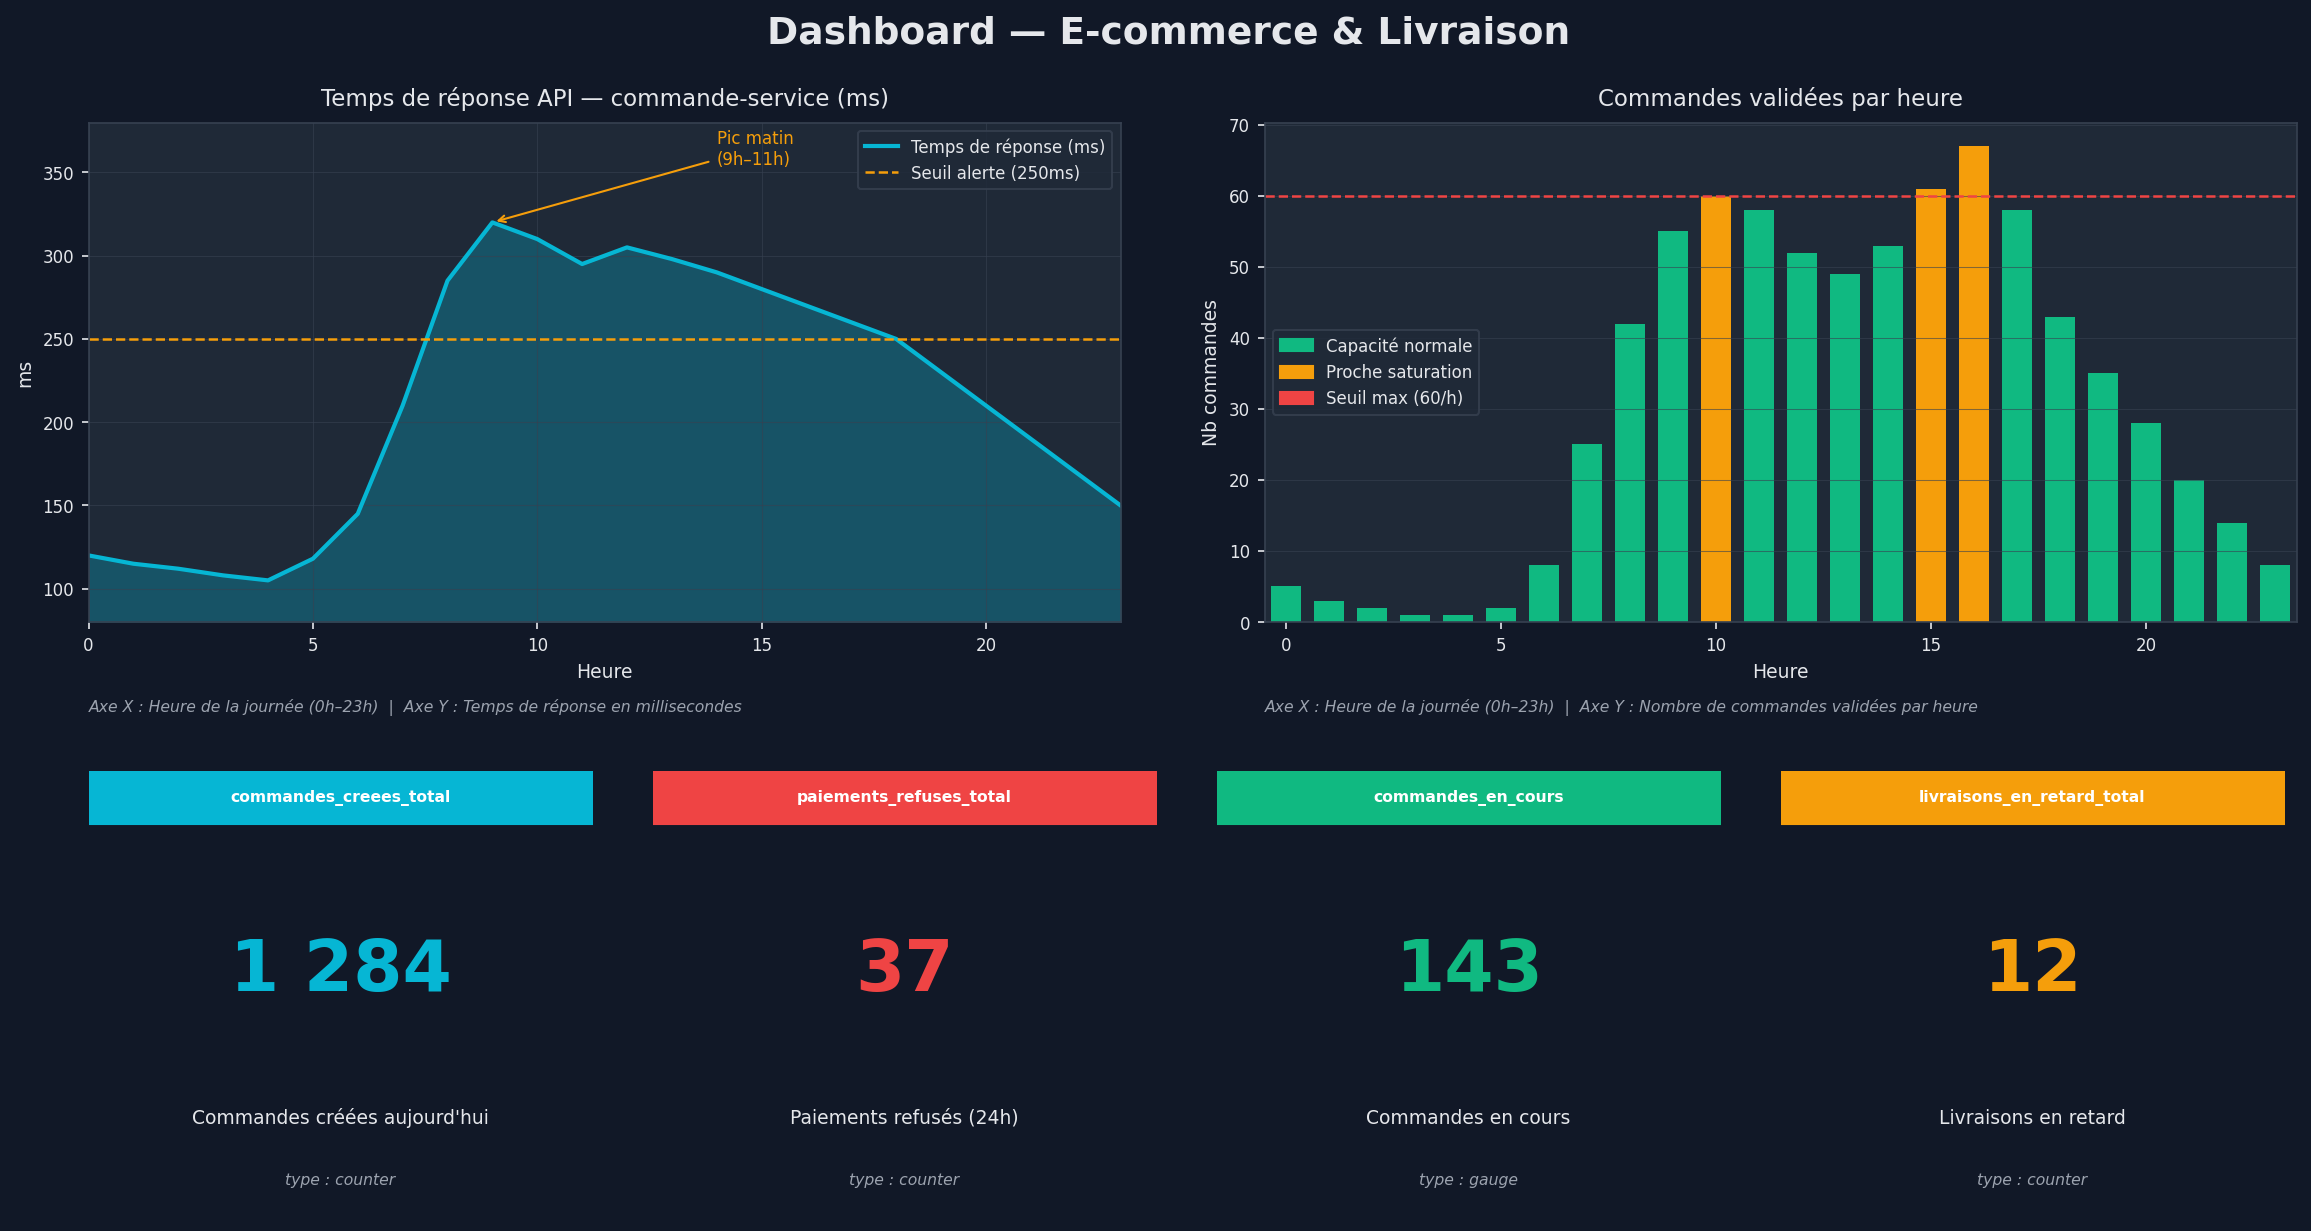 Dashboard — E-commerce & Livraison
Temps de réponse API — commande-service (ms)
Pic matin
(9h–11h)
Temps de réponse (ms)
Seuil alerte (250ms)
350
300
250
200
150
100
ms
0 5 10 15 20
Heure
Axe X : Heure de la journée (0h–23h) | Axe Y : Temps de réponse en millisecondes
Commandes validées par heure
70
60
50
40
30
20
10
0
Nb commandes
Capacité normale
Proche saturation
Seuil max (60/h)
0 5 10 15 20
Heure
Axe X : Heure de la journée (0h–23h) | Axe Y : Nombre de commandes validées par heure
commandes_creees_total
1 284
Commandes créées aujourd'hui
type : counter
paiements_refuses_total
37
Paiements refusés (24h)
type : counter
commandes_en_cours
143
Commandes en cours
type : gauge
livraisons_en_retard_total
12
Livraisons en retard
type : counter